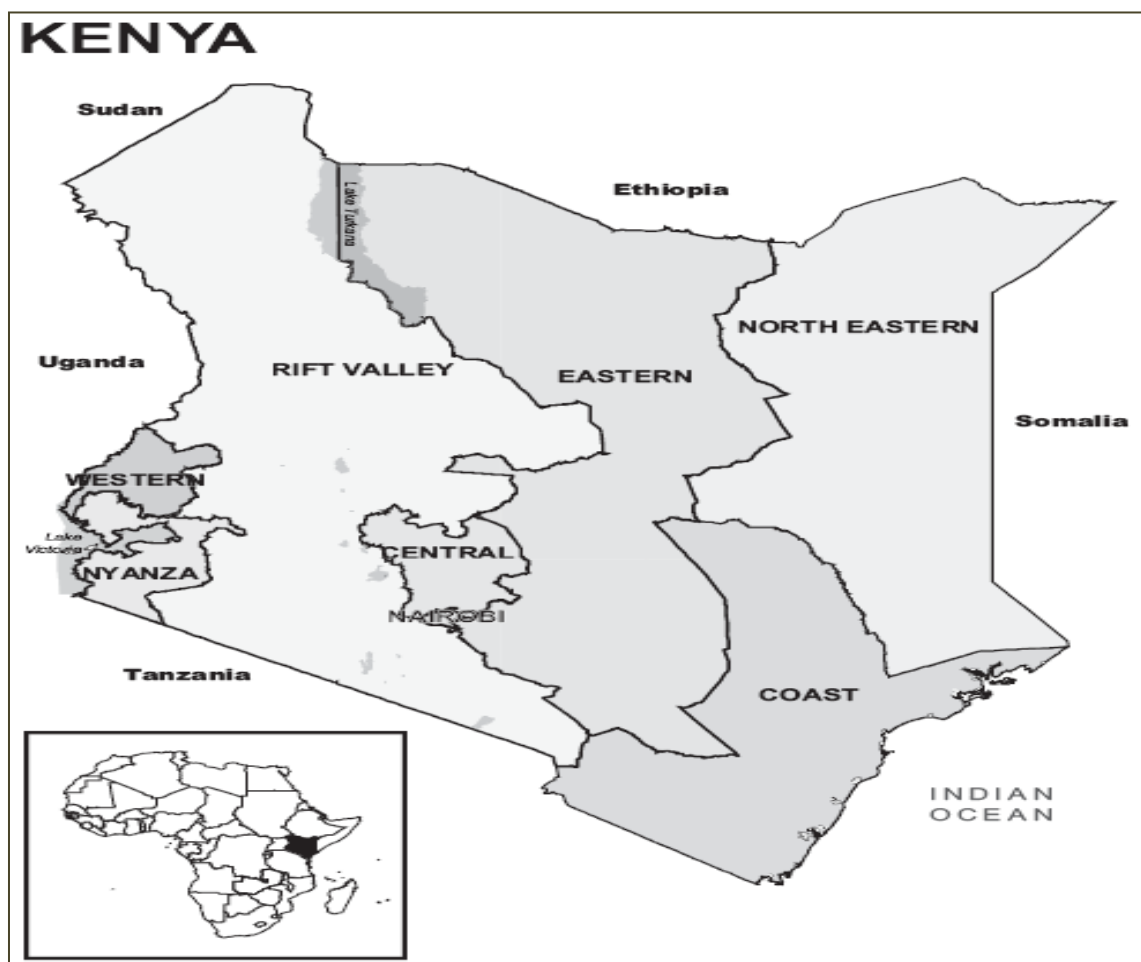 KENYA
Sudan
Ethiopia
Lake Turkana
NORTH EASTERN
Uganda
RIFT VALLEY
EASTERN
Somalia
WESTERN
Lake
Victoria
CENTRAL
NYANZA
NAIROBI
Tanzania
COAST
INDIAN
OCEAN